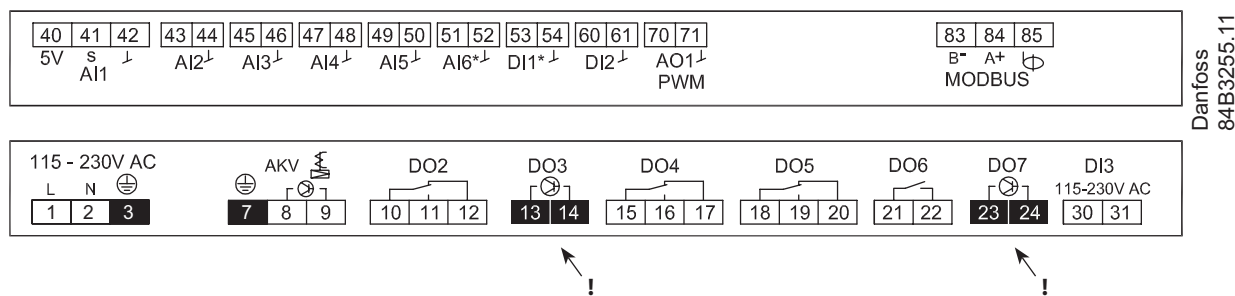 40 41 42 43 44 45 46 47 48 49 50 51 52 53 54 60 61 70 71 83 84 85
5V S AI2 AI3 AI4 AI5 AI6* DI1* DI2 AO1 B- A+
AI1 PWM MODBUS
Danfoss
84B3255.11
115 - 230V AC AKV DO2 DO3 DO4 DO5 DO6 DO7 DI3
L N 115-230V AC
1 2 3 7 8 9 10 11 12 13 14 15 16 17 18 19 20 21 22 23 24 30 31
! !